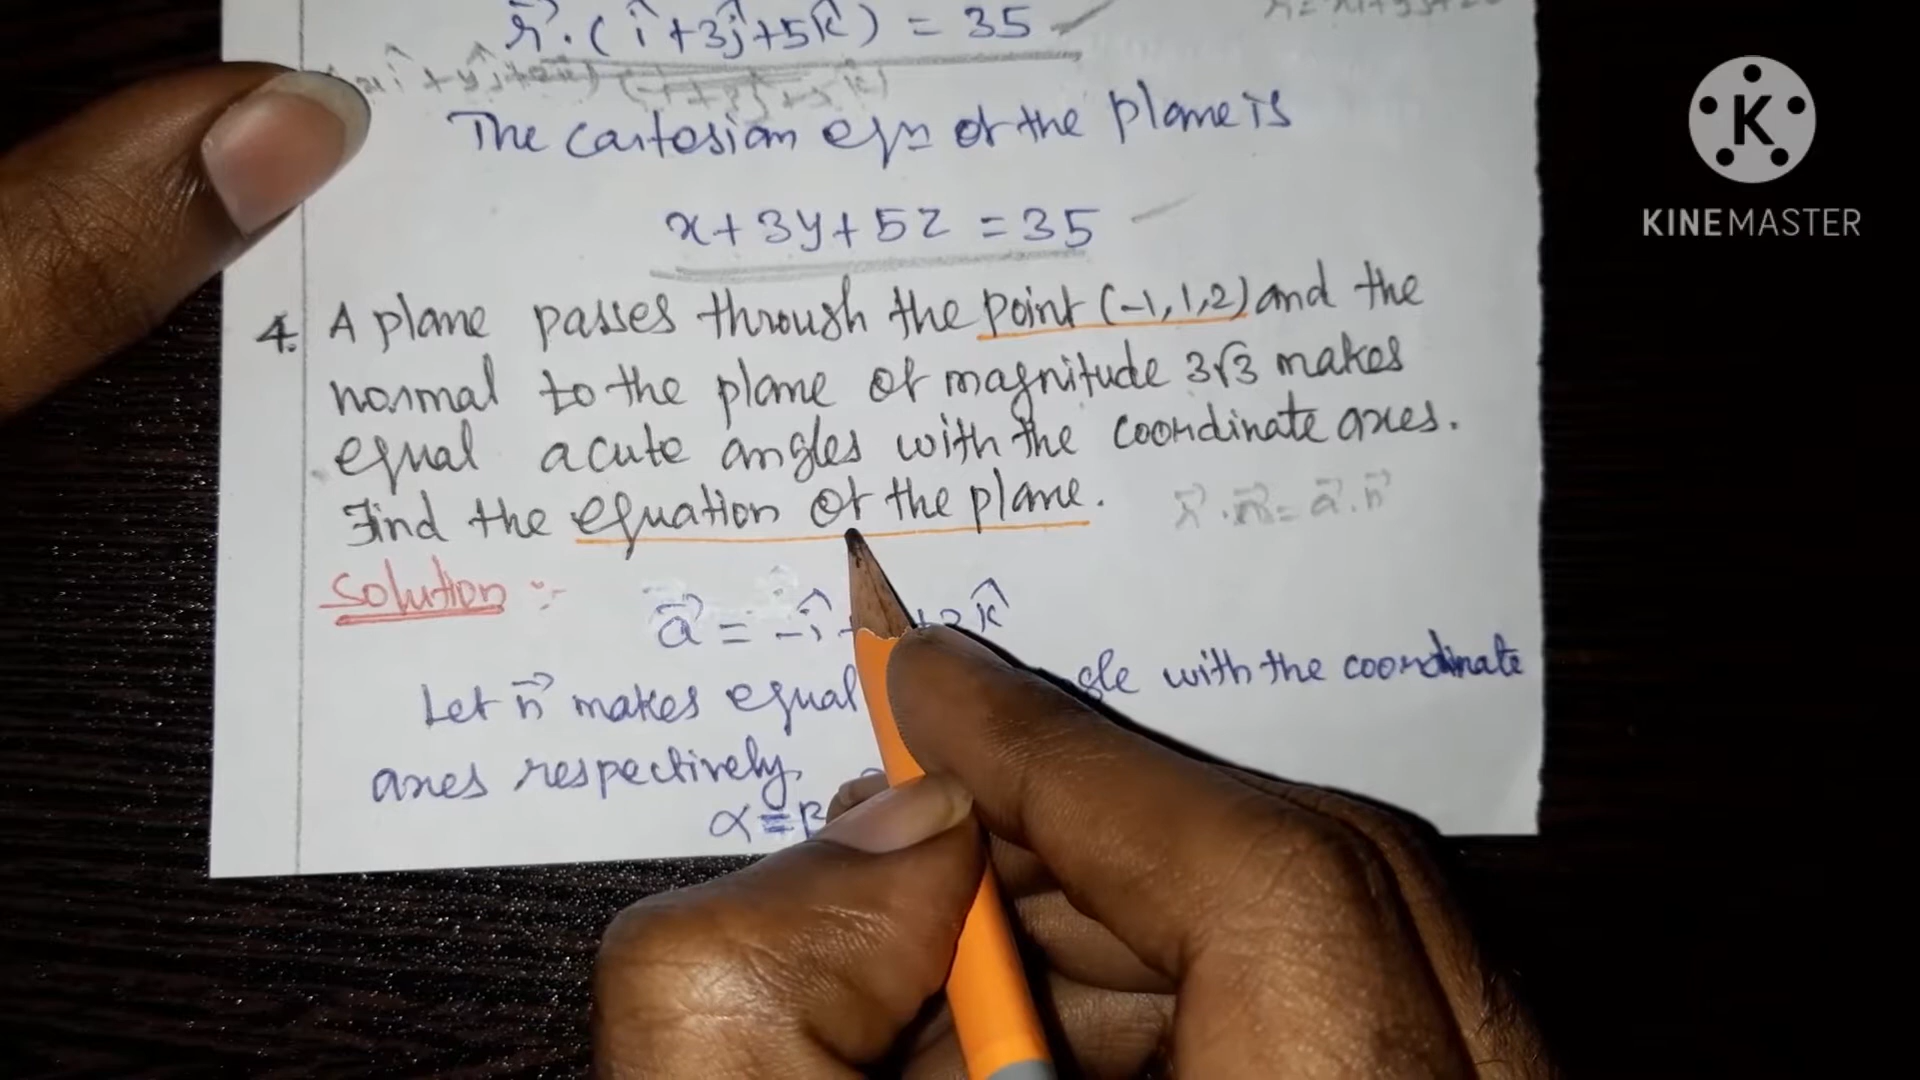 r⃗.(î+3ĵ+5k̂) = 35
The Cartesian eqn of the plane is
x+3y+5z = 35
4. A plane passes through the point (-1,1,2) and the
normal to the plane of magnitude 3√3 makes
equal acute angles with the coordinate axes.
Find the equation of the plane.
r⃗.n⃗ = a⃗.n⃗
Solution :-
a⃗ = -î +2k̂
Let n⃗ makes equal with the coordinate
axes respectively
α = β
K
KINEMASTER